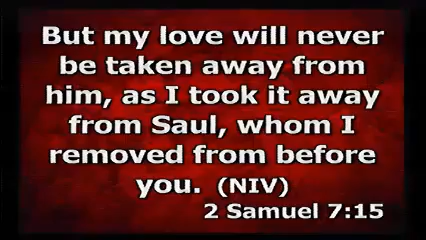 But my love will never
be taken away from
him, as I took it away
from Saul, whom I
removed from before
you. (NIV)
2 Samuel 7:15